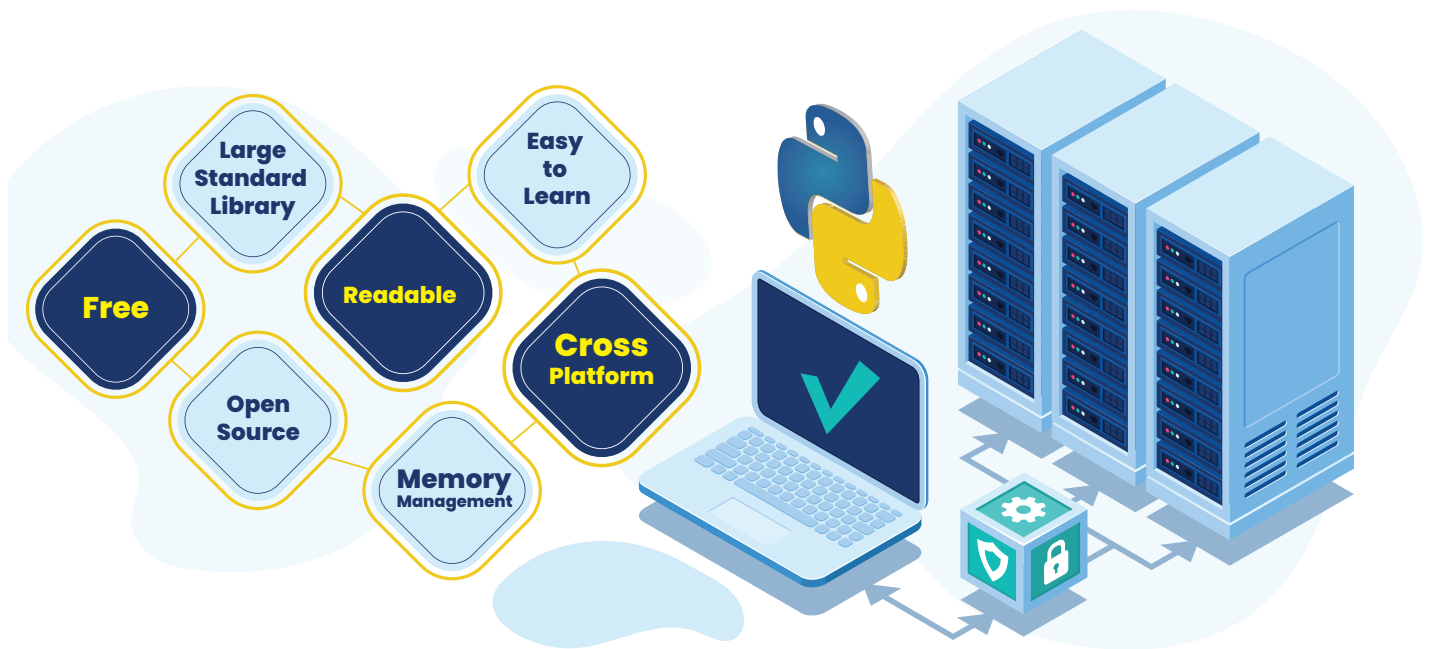 Large
Standard
Library
Easy
to
Learn
Free
Readable
Cross
Platform
Open
Source
Memory
Management